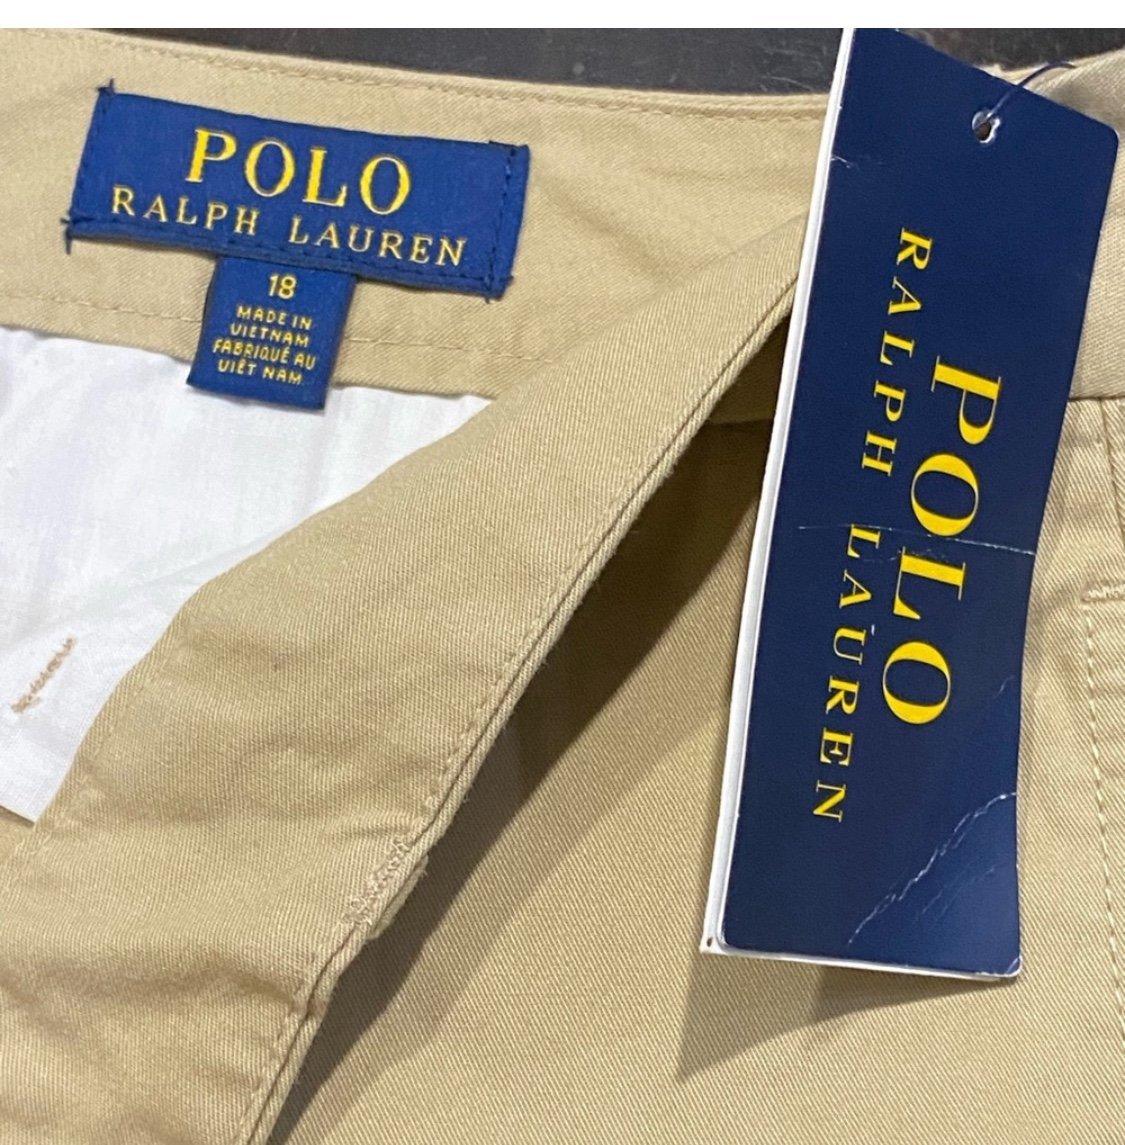 POLO
RALPH LAUREN
18
MADE IN
VIETNAM
FABRIQUÉ AU
VIÊT NAM
POLO
RALPH LAUREN